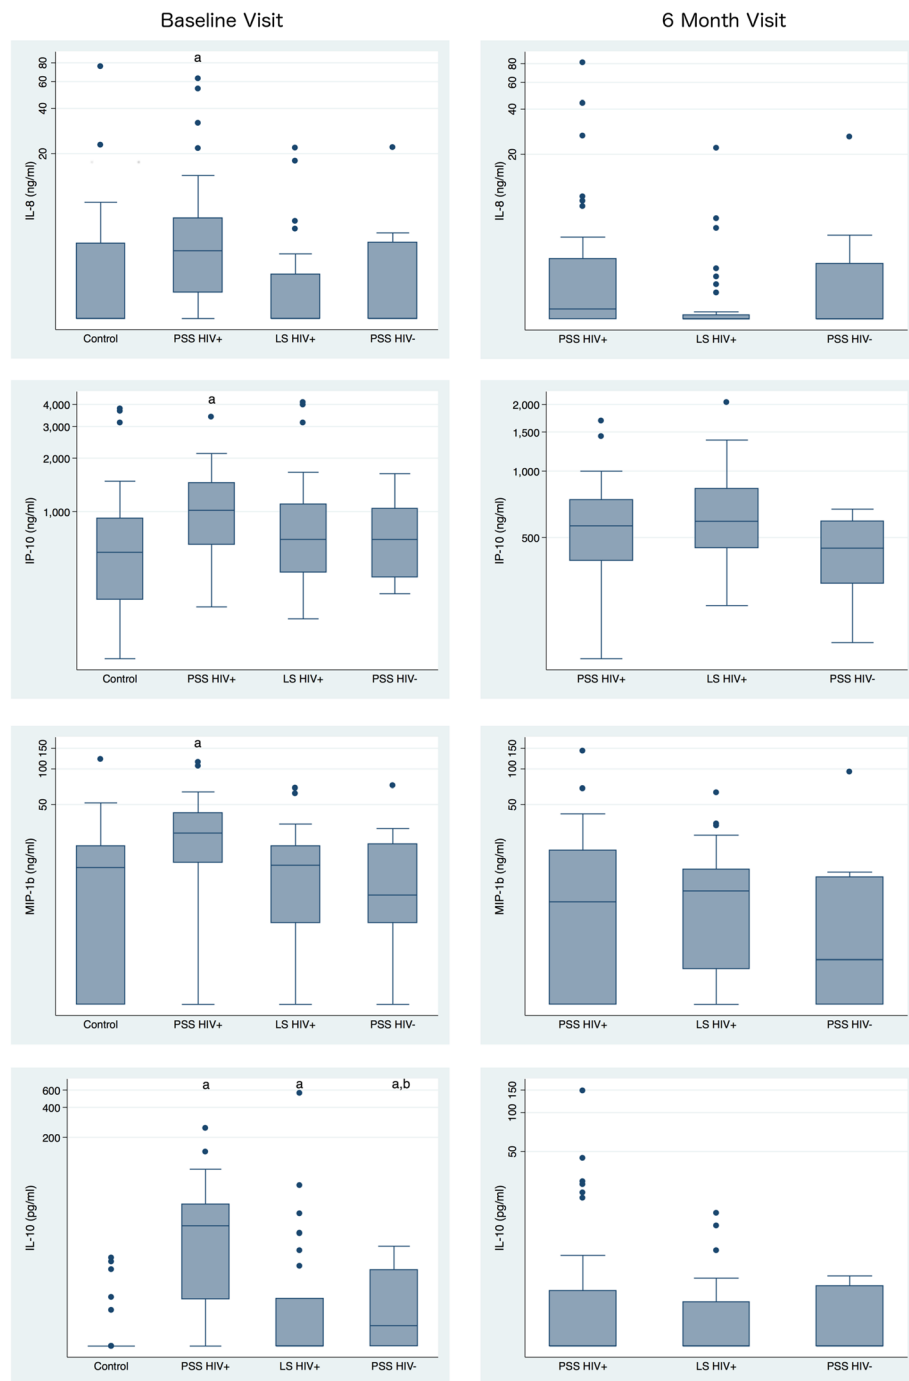 Baseline Visit
6 Month Visit
a
80
60
40
20
IL-8 (ng/ml)
Control PSS HIV+ LS HIV+ PSS HIV-
80
60
40
20
IL-8 (ng/ml)
PSS HIV+ LS HIV+ PSS HIV-
a
4,000
3,000
2,000
1,000
IP-10 (ng/ml)
Control PSS HIV+ LS HIV+ PSS HIV-
2,000
1,500
1,000
500
IP-10 (ng/ml)
PSS HIV+ LS HIV+ PSS HIV-
a
150
100
50
MIP-1b (ng/ml)
Control PSS HIV+ LS HIV+ PSS HIV-
150
100
50
MIP-1b (ng/ml)
PSS HIV+ LS HIV+ PSS HIV-
a a a,b
600
400
200
IL-10 (pg/ml)
Control PSS HIV+ LS HIV+ PSS HIV-
150
100
50
IL-10 (pg/ml)
PSS HIV+ LS HIV+ PSS HIV-